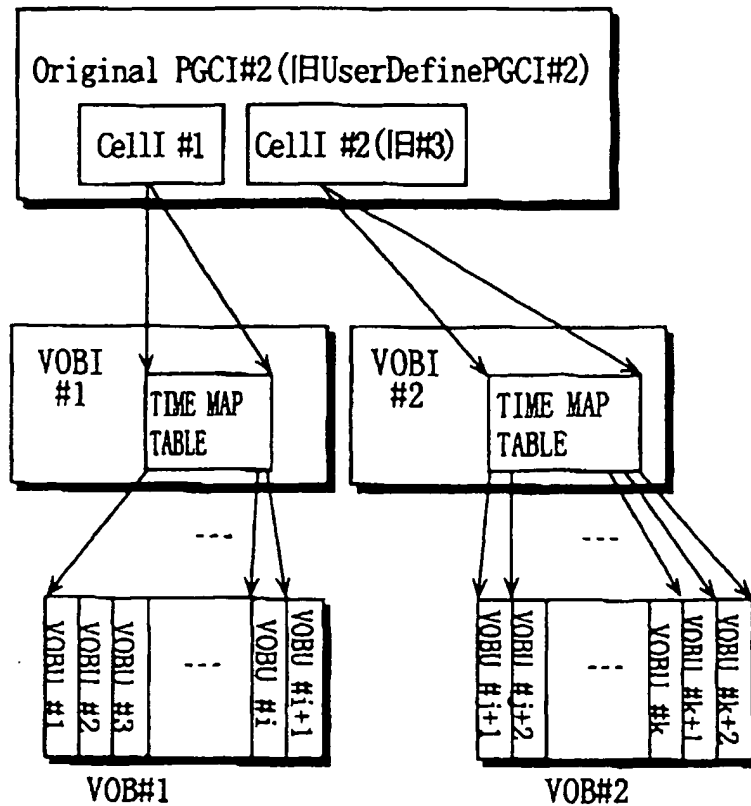 Original PGCI#2(旧UserDefinePGCI#2)
CellI #1
CellI #2(旧#3)
VOBI
#1
TIME MAP
TABLE
VOBI
#2
TIME MAP
TABLE
---
---
VOBU #1
VOBU #2
VOBU #3
---
VOBU #i
VOBU #i+1
VOBU #j+1
VOBU #j+2
---
VOBU #k
VOBU #k+1
VOBU #k+2
VOB#1
VOB#2